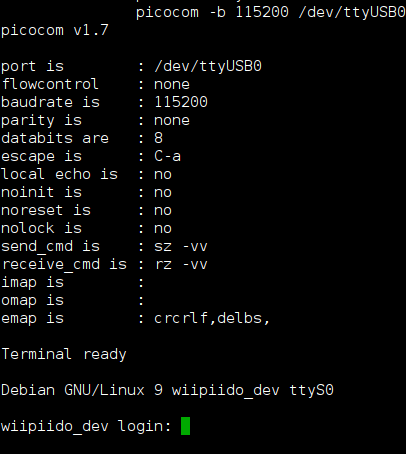 picocom -b 115200 /dev/ttyUSB0
picocom v1.7
port is        : /dev/ttyUSB0
flowcontrol    : none
baudrate is    : 115200
parity is      : none
databits are   : 8
escape is      : C-a
local echo is  : no
noinit is      : no
noreset is     : no
nolock is      : no
send_cmd is    : sz -vv
receive_cmd is : rz -vv
imap is        :
omap is        :
emap is        : crcrlf,delbs,
Terminal ready
Debian GNU/Linux 9 wiipiido_dev ttyS0
wiipiido_dev login: